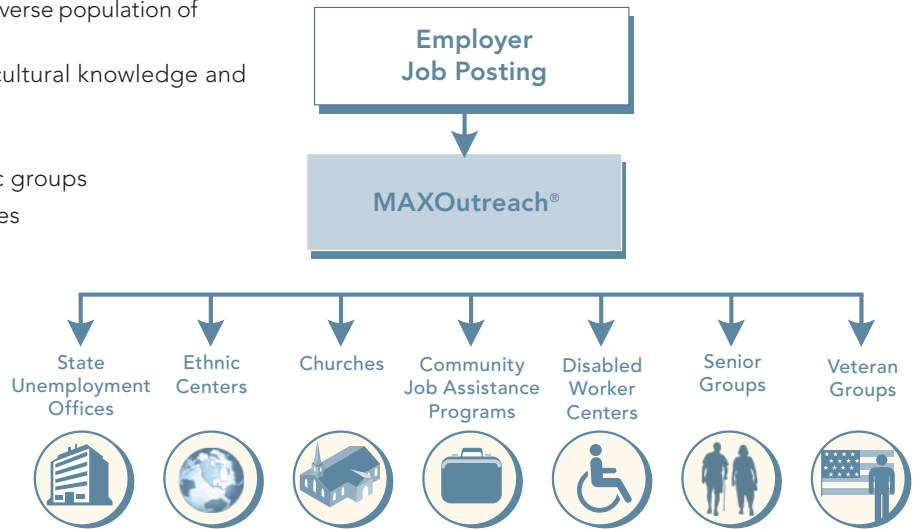 verse population of
cultural knowledge and
c groups
es
Employer
Job Posting
MAXOutreach®
State
Unemployment
Offices
Ethnic
Centers
Churches
Community
Job Assistance
Programs
Disabled
Worker
Centers
Senior
Groups
Veteran
Groups